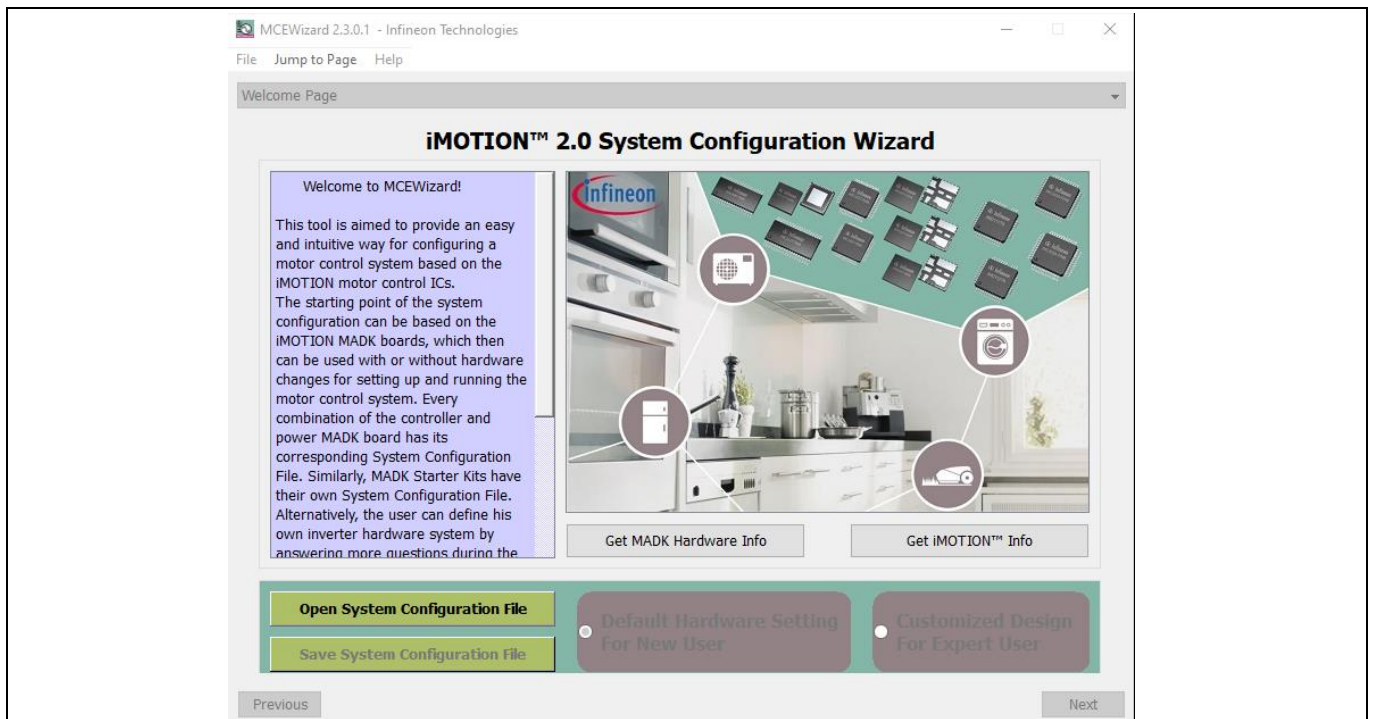 MCEWizard 2.3.0.1 - Infineon Technologies
File Jump to Page Help
Welcome Page
iMOTION™ 2.0 System Configuration Wizard
Welcome to MCEWizard!
This tool is aimed to provide an easy
and intuitive way for configuring a
motor control system based on the
iMOTION motor control ICs.
The starting point of the system
configuration can be based on the
iMOTION MADK boards, which then
can be used with or without hardware
changes for setting up and running the
motor control system. Every
combination of the controller and
power MADK board has its
corresponding System Configuration
File. Similarly, MADK Starter Kits have
their own System Configuration File.
Alternatively, the user can define his
own inverter hardware system by
answering more questions during the
infineon
Get MADK Hardware Info
Get iMOTION™ Info
Open System Configuration File
Save System Configuration File
Default Hardware Setting
For New User
Customized Design
For Expert User
Previous
Next